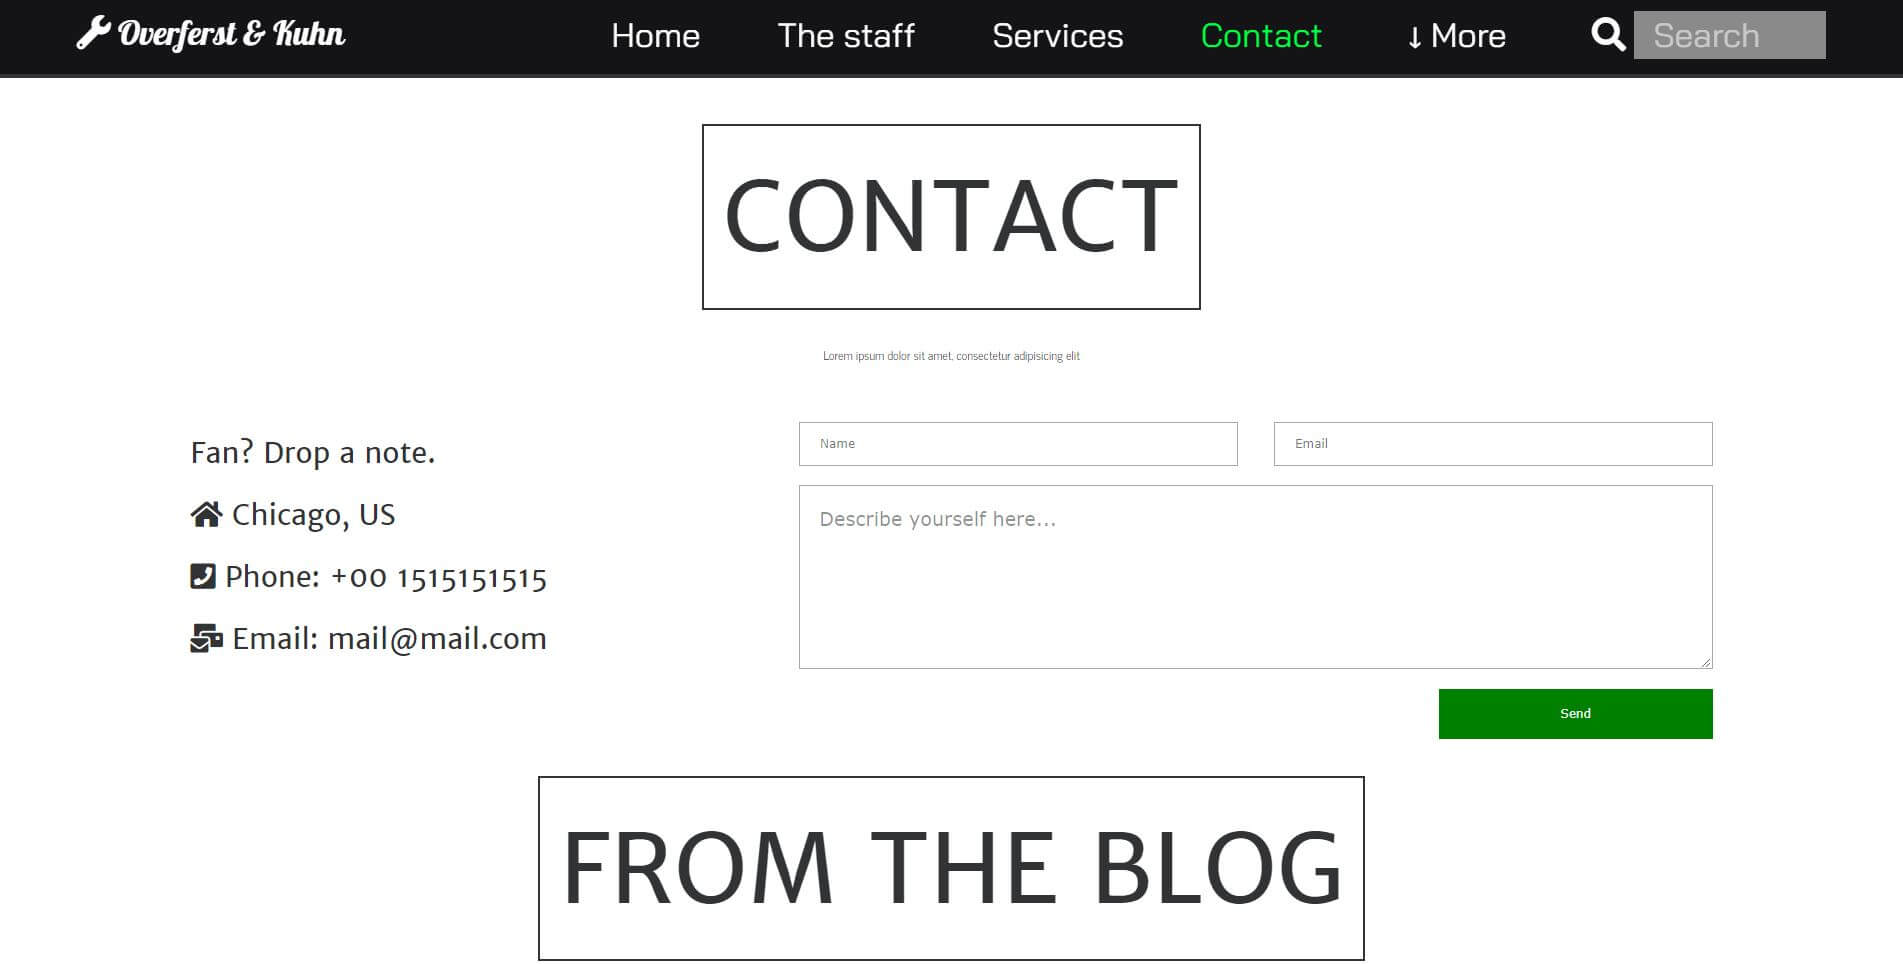 Overferst & Kuhn Home The staff Services Contact ↓ More Search
CONTACT
Lorem ipsum dolor sit amet, consectetur adipisicing elit
Fan? Drop a note.
Chicago, US
Phone: +00 1515151515
Email: mail@mail.com
Name Email
Describe yourself here...
Send
FROM THE BLOG